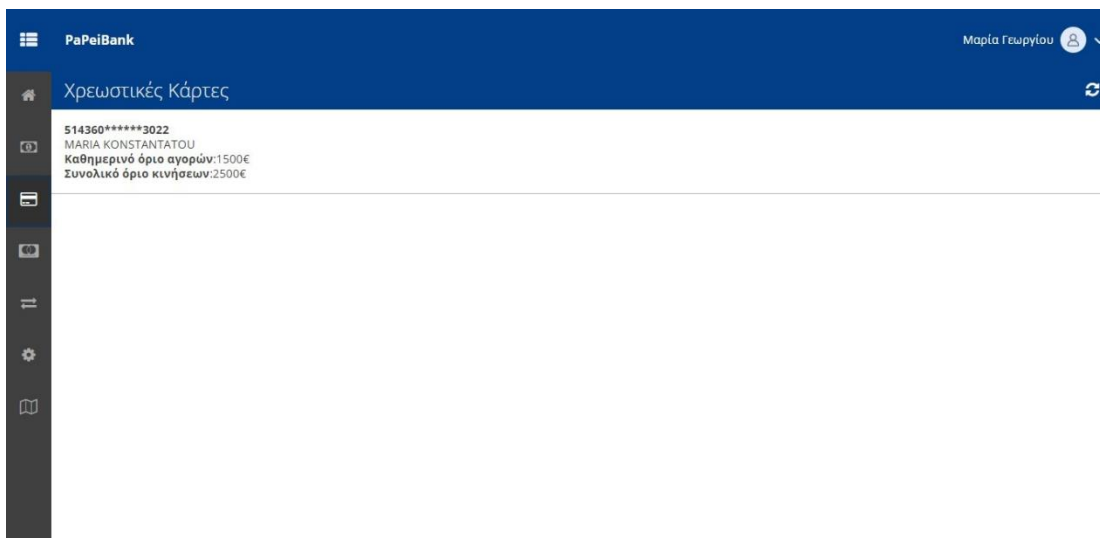 PaPeiBank
Μαρία Γεωργίου
Χρεωστικές Κάρτες
514360******3022
MARIA KONSTANTATOU
Καθημερινό όριο αγορών:1500€
Συνολικό όριο κινήσεων:2500€